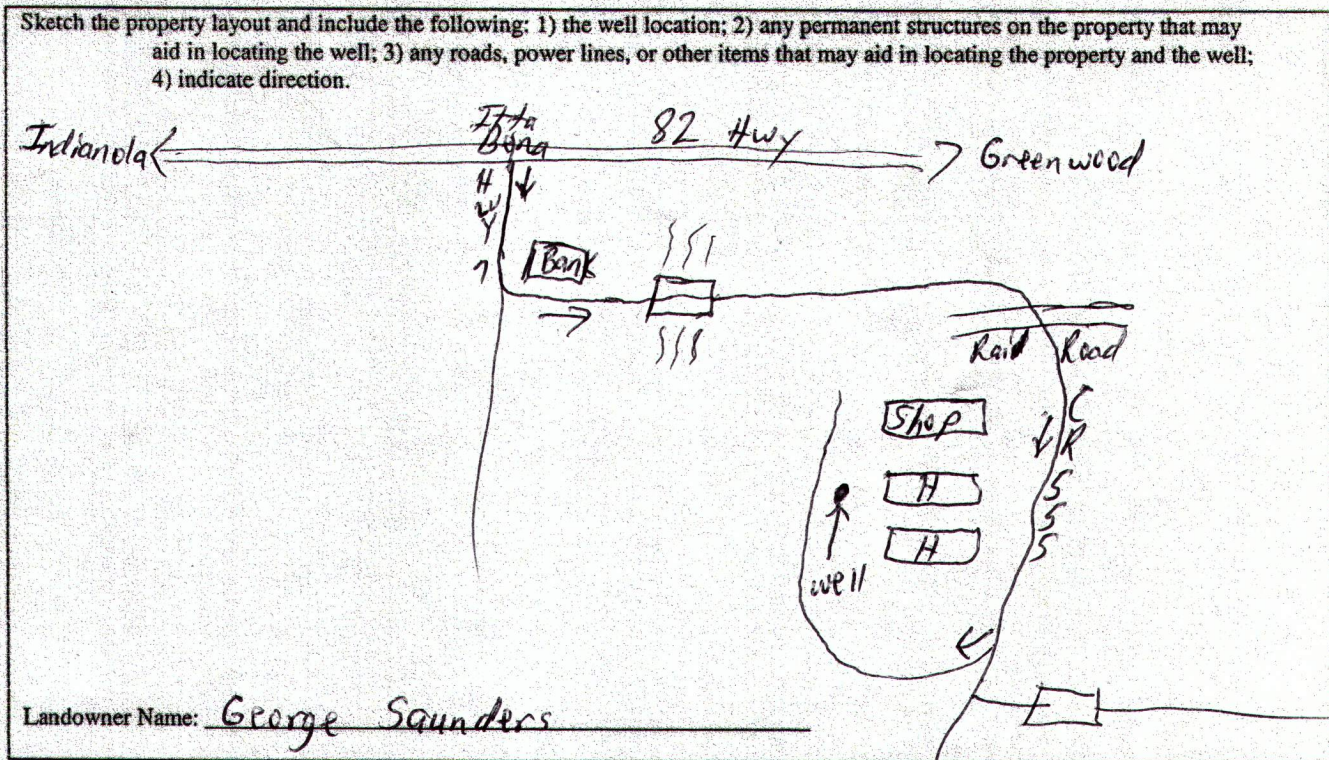 Sketch the property layout and include the following: 1) the well location; 2) any permanent structures on the property that may
aid in locating the well; 3) any roads, power lines, or other items that may aid in locating the property and the well;
4) indicate direction.
Indianola
Itta
Bena
82 Hwy
Greenwood
HWY 7
Bank
Rail Road
Shop
H
H
CR 555
well
Landowner Name: George Saunders